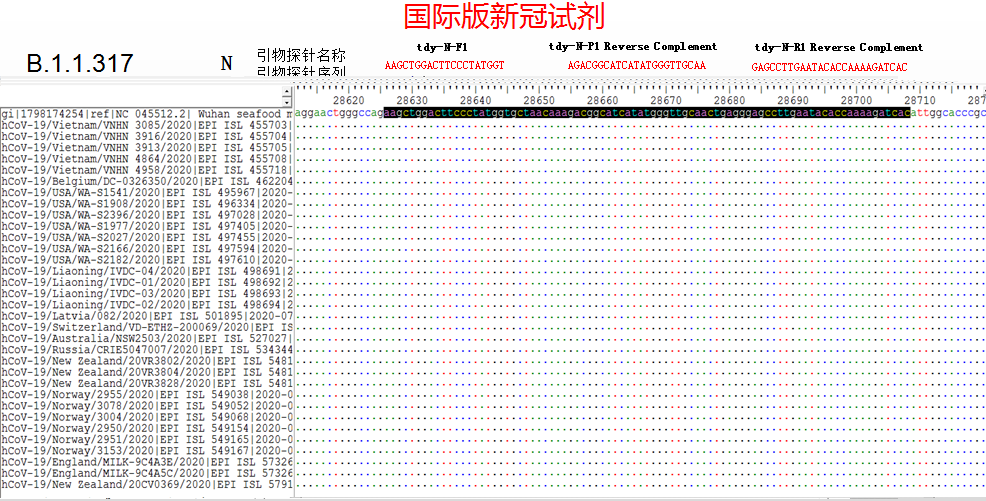 国际版新冠试剂
tdy-N-F1 tdy-N-P1 Reverse Complement tdy-N-R1 Reverse Complement
B.1.1.317 N 引物探针名称 AAGCTGGACTTCCCTATGGT AGACGGCATCATATGGGTTGCAA GAGCCTTGAATACACCAAAAGATCAC
引物探针序列
28620 28630 28640 28650 28660 28670 28680 28690 28700 28710 287
gi|1798174254|ref|NC 045512.2| Wuhan seafood m aggaactgggccagaagctggacttccctatggtgctaacaaagacggcatcatatgggttgcaactgagggagccttgaatacaccaaaagatcacattggcacccgc
hCoV-19/Vietnam/VNHN 3085/2020|EPI ISL 455703|
hCoV-19/Vietnam/VNHN 3916/2020|EPI ISL 455704|
hCoV-19/Vietnam/VNHN 3913/2020|EPI ISL 455705|
hCoV-19/Vietnam/VNHN 4864/2020|EPI ISL 455708|
hCoV-19/Vietnam/VNHN 4958/2020|EPI ISL 455718|
hCoV-19/Belgium/DC-0326350/2020|EPI ISL 462204
hCoV-19/USA/WA-S1541/2020|EPI ISL 495967|2020-
hCoV-19/USA/WA-S1908/2020|EPI ISL 496334|2020-
hCoV-19/USA/WA-S2396/2020|EPI ISL 497028|2020-
hCoV-19/USA/WA-S1977/2020|EPI ISL 497405|2020-
hCoV-19/USA/WA-S2027/2020|EPI ISL 497455|2020-
hCoV-19/USA/WA-S2166/2020|EPI ISL 497594|2020-
hCoV-19/USA/WA-S2182/2020|EPI ISL 497610|2020-
hCoV-19/Liaoning/IVDC-04/2020|EPI ISL 498691|2
hCoV-19/Liaoning/IVDC-01/2020|EPI ISL 498692|2
hCoV-19/Liaoning/IVDC-03/2020|EPI ISL 498693|2
hCoV-19/Liaoning/IVDC-02/2020|EPI ISL 498694|2
hCoV-19/Latvia/082/2020|EPI ISL 501895|2020-07
hCoV-19/Switzerland/VD-ETHZ-200069/2020|EPI IS
hCoV-19/Australia/NSW2503/2020|EPI ISL 527027|
hCoV-19/Russia/CRIE5047007/2020|EPI ISL 534344
hCoV-19/New Zealand/20VR3802/2020|EPI ISL 5481
hCoV-19/New Zealand/20VR3804/2020|EPI ISL 5481
hCoV-19/New Zealand/20VR3828/2020|EPI ISL 5481
hCoV-19/Norway/2955/2020|EPI ISL 549038|2020-0
hCoV-19/Norway/3078/2020|EPI ISL 549052|2020-0
hCoV-19/Norway/3004/2020|EPI ISL 549068|2020-0
hCoV-19/Norway/2950/2020|EPI ISL 549154|2020-0
hCoV-19/Norway/2951/2020|EPI ISL 549165|2020-0
hCoV-19/Norway/3153/2020|EPI ISL 549167|2020-0
hCoV-19/England/MILK-9C4A3E/2020|EPI ISL 57326
hCoV-19/England/MILK-9C4A5C/2020|EPI ISL 57326
hCoV-19/New Zealand/20CV0369/2020|EPI ISL 5791